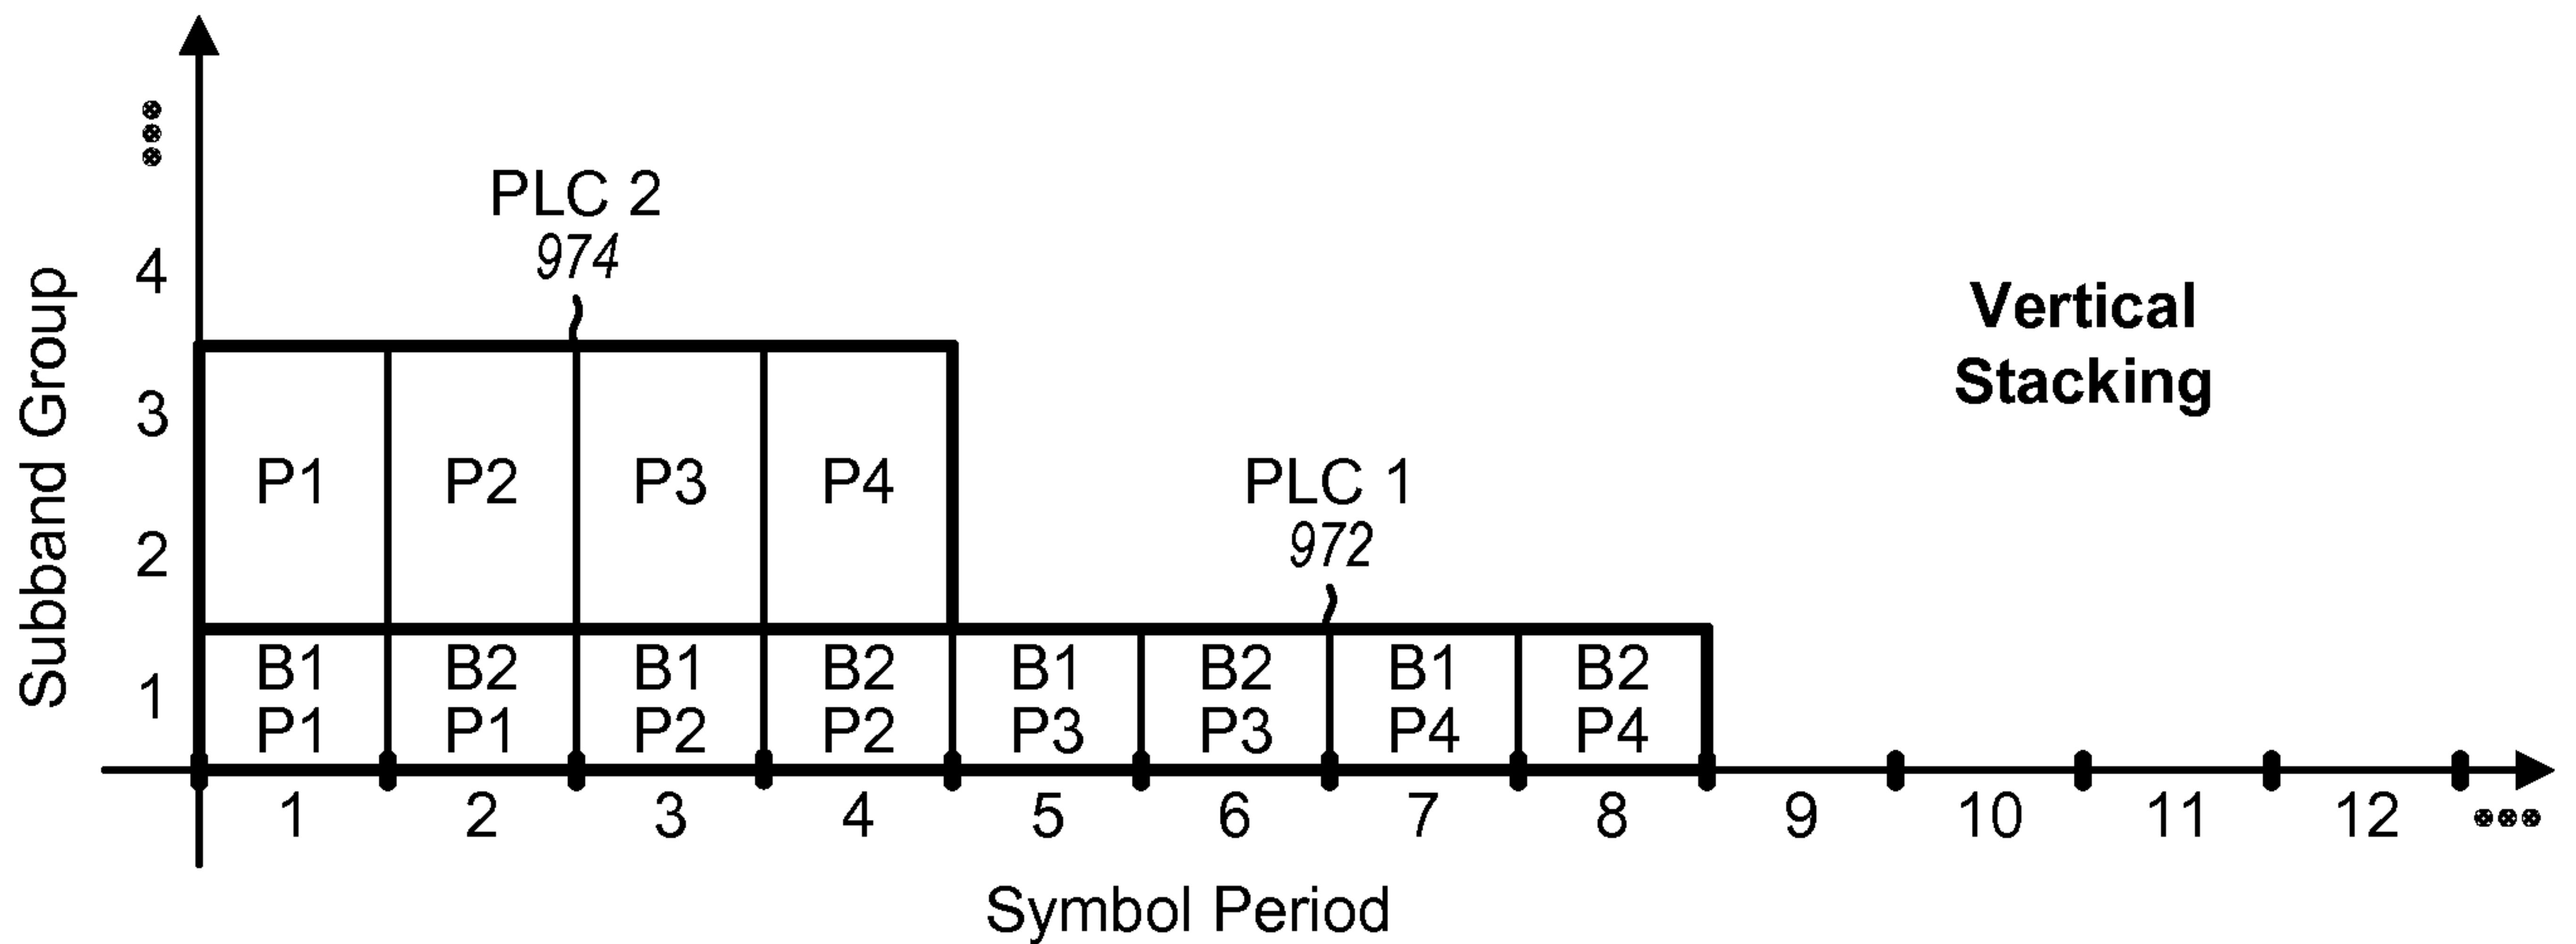 PLC 2
974
4
Vertical
Stacking
3
P1 P2 P3 P4
PLC 1
972
2
Subband Group
1
B1 B2 B1 B2 B1 B2 B1 B2
P1 P1 P2 P2 P3 P3 P4 P4
1 2 3 4 5 6 7 8 9 10 11 12
Symbol Period